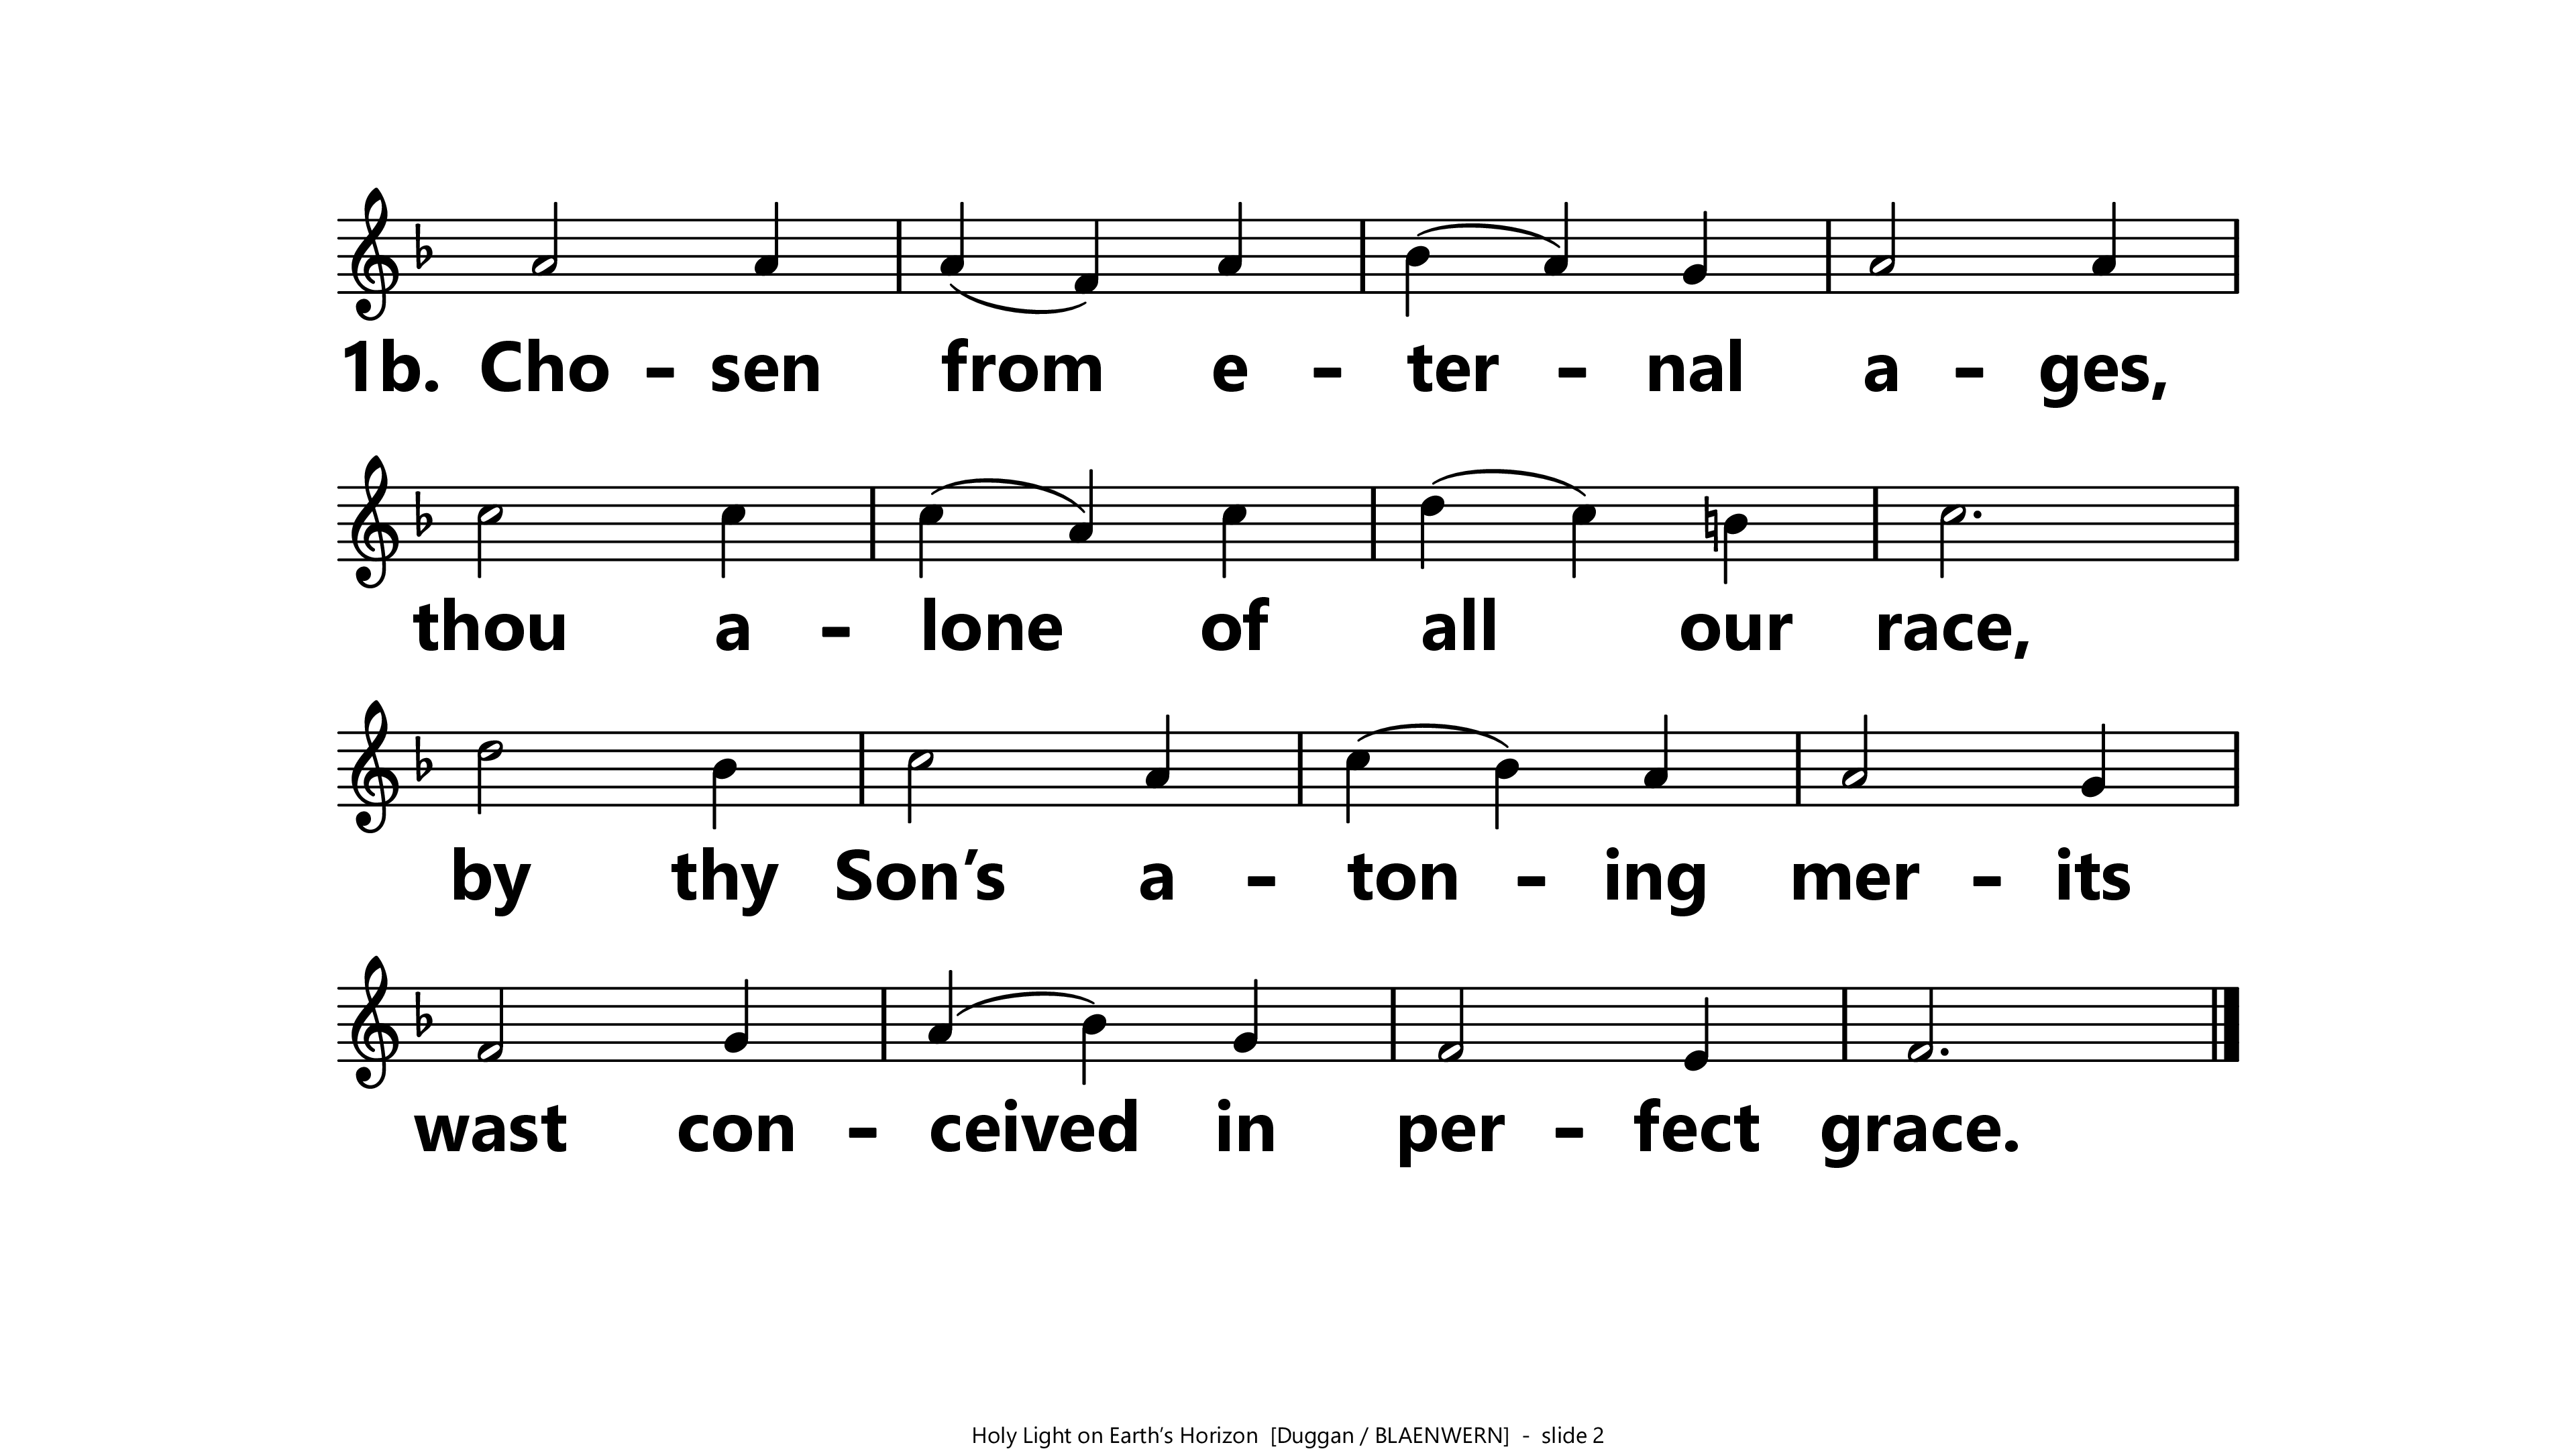 1b. Cho - sen from e - ter - nal a - ges,
thou a - lone of all our race,
by thy Son’s a - ton - ing mer - its
wast con - ceived in per - fect grace.
Holy Light on Earth’s Horizon [Duggan / BLAENWERN] - slide 2